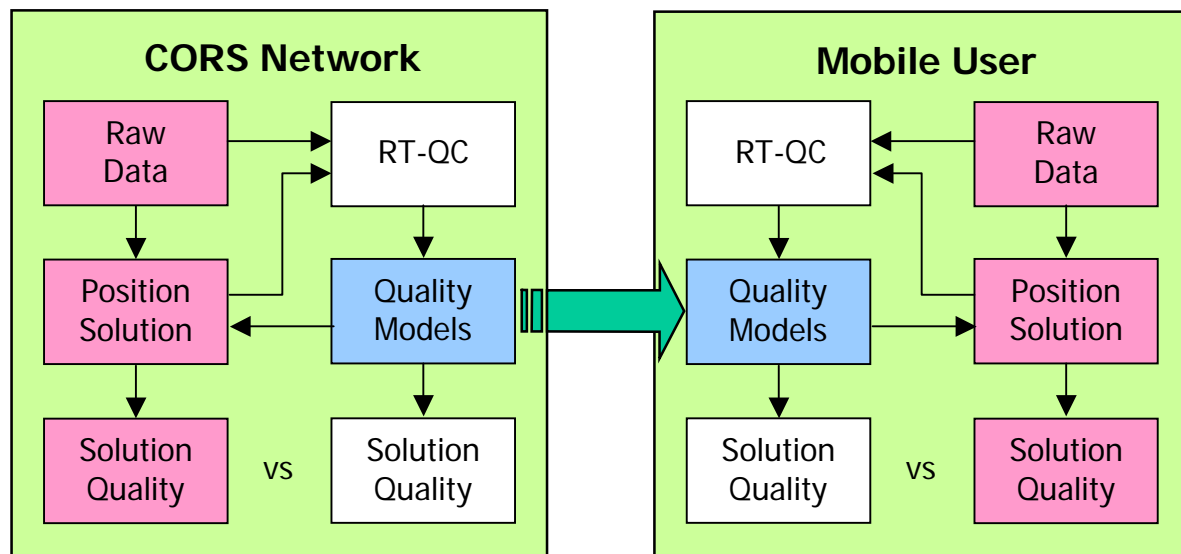 CORS Network
Raw
Data
RT-QC
Position
Solution
Quality
Models
Solution
Quality
vs
Solution
Quality
Mobile User
RT-QC
Raw
Data
Quality
Models
Position
Solution
Solution
Quality
vs
Solution
Quality